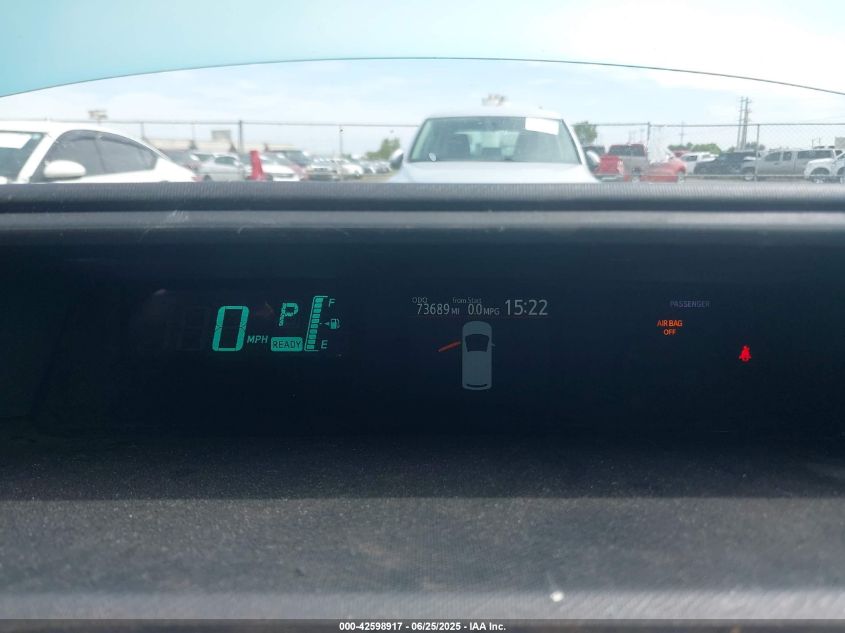 0 MPH
P
READY
F
E
ODO from Start
73689 MI 0.0 MPG 15:22
PASSENGER
AIR BAG
OFF
000-42598917 - 06/25/2025 - IAA Inc.